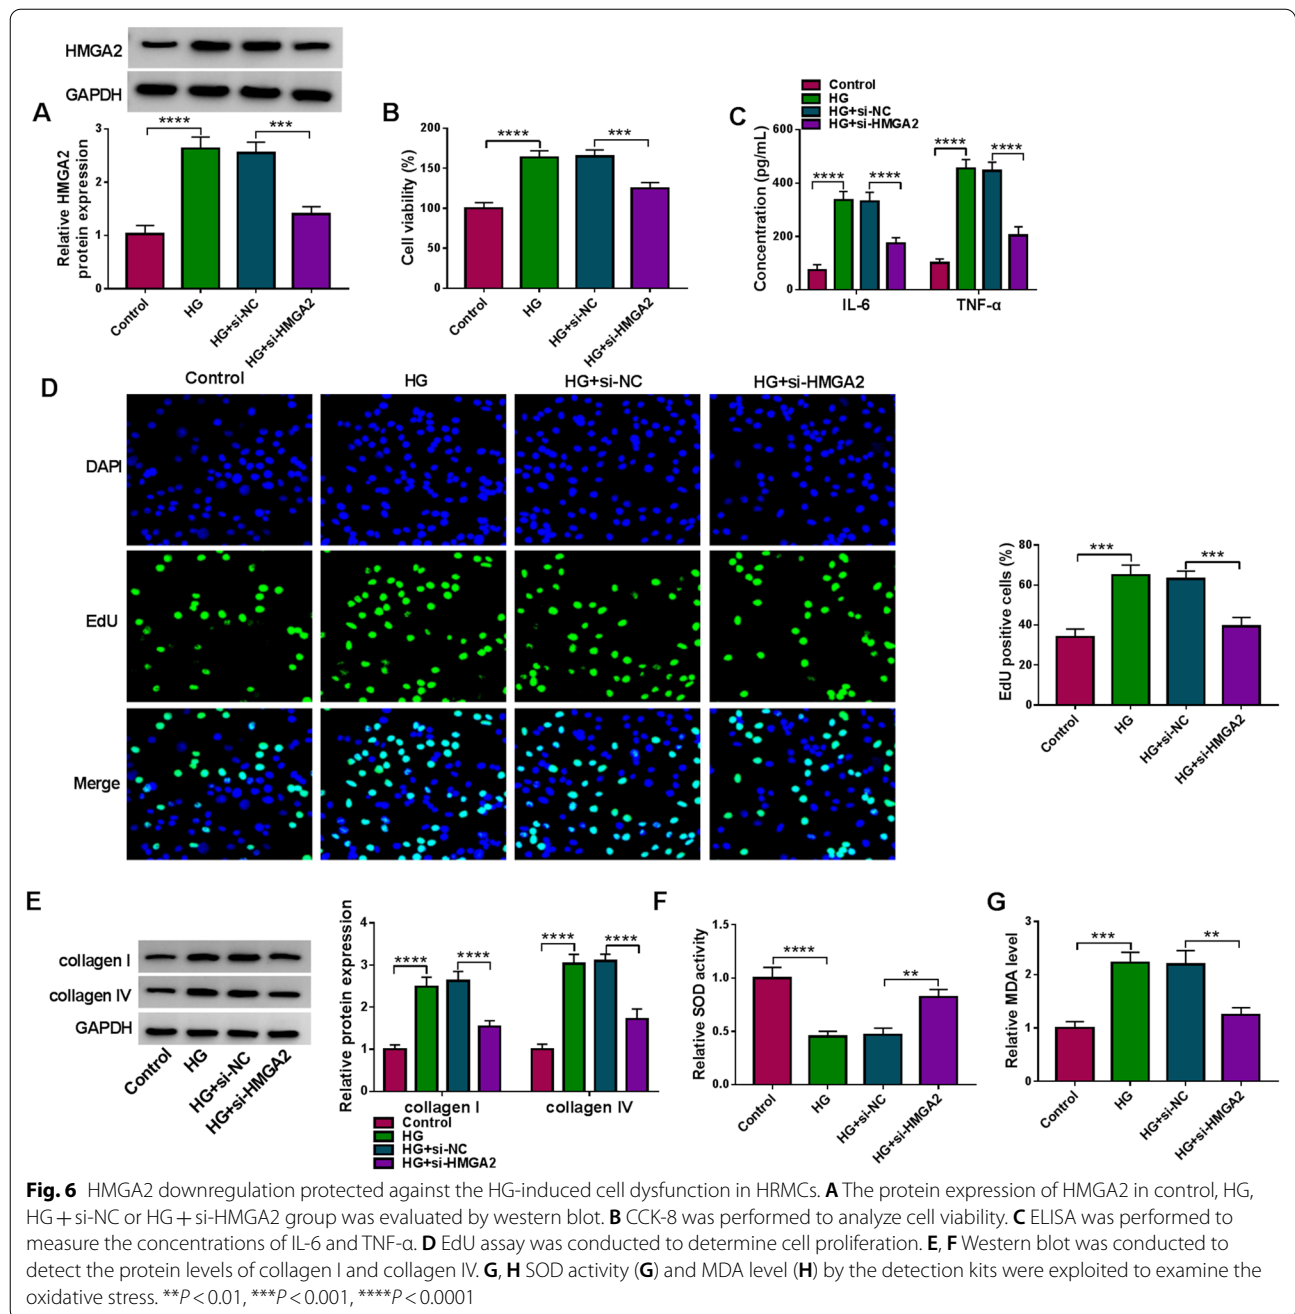 HMGA2
GAPDH
A
Relative HMGA2
protein expression
3
2
1
0
****
***
Control
HG
HG+si-NC
HG+si-HMGA2
B
Cell viability (%)
200
150
100
50
0
****
***
Control
HG
HG+si-NC
HG+si-HMGA2
C
Control
HG
HG+si-NC
HG+si-HMGA2
Concentration (pg/mL)
600
400
200
0
****
****
****
****
IL-6
TNF-α
D
Control
HG
HG+si-NC
HG+si-HMGA2
DAPI
EdU
Merge
EdU positive cells (%)
80
60
40
20
0
***
***
Control
HG
HG+si-NC
HG+si-HMGA2
E
collagen I
collagen IV
GAPDH
Control
HG
HG+si-NC
HG+si-HMGA2
Relative protein expression
4
3
2
1
0
****
****
****
****
collagen I
collagen IV
Control
HG
HG+si-NC
HG+si-HMGA2
F
Relative SOD activity
1.5
1.0
0.5
0.0
****
**
Control
HG
HG+si-NC
HG+si-HMGA2
G
Relative MDA level
3
2
1
0
***
**
Control
HG
HG+si-NC
HG+si-HMGA2
Fig. 6 HMGA2 downregulation protected against the HG-induced cell dysfunction in HRMCs. A The protein expression of HMGA2 in control, HG,
HG + si-NC or HG + si-HMGA2 group was evaluated by western blot. B CCK-8 was performed to analyze cell viability. C ELISA was performed to
measure the concentrations of IL-6 and TNF-α. D EdU assay was conducted to determine cell proliferation. E, F Western blot was conducted to
detect the protein levels of collagen I and collagen IV. G, H SOD activity (G) and MDA level (H) by the detection kits were exploited to examine the
oxidative stress. **P < 0.01, ***P < 0.001, ****P < 0.0001